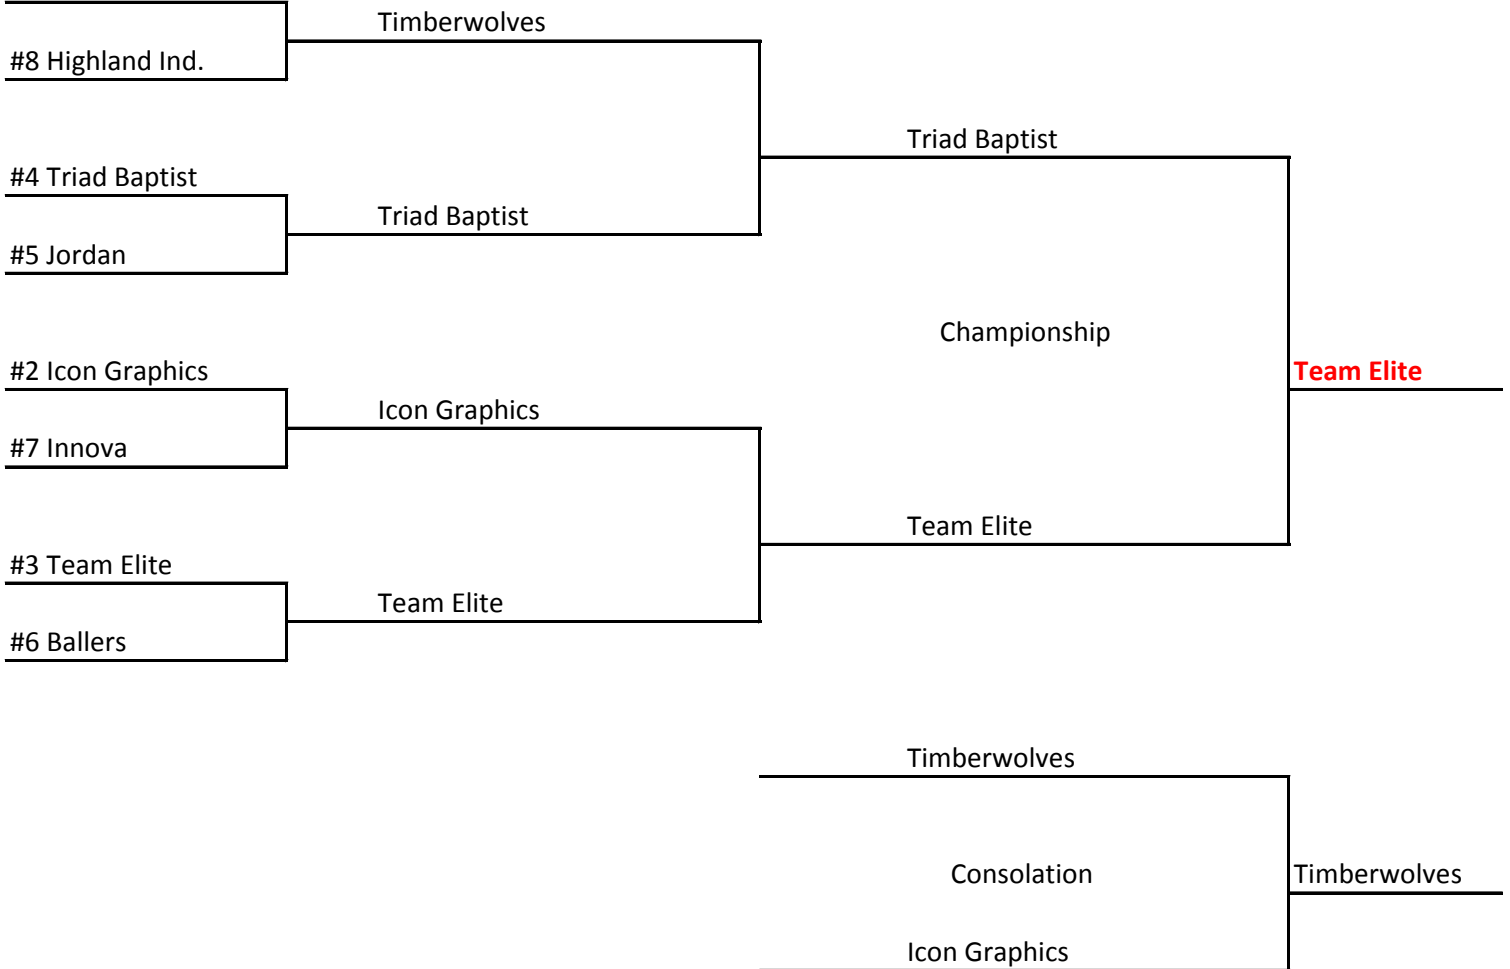 Timberwolves
#8 Highland Ind.
Triad Baptist
#4 Triad Baptist
Triad Baptist
#5 Jordan
Championship
#2 Icon Graphics
Team Elite
Icon Graphics
#7 Innova
Team Elite
#3 Team Elite
Team Elite
#6 Ballers
Timberwolves
Consolation
Timberwolves
Icon Graphics